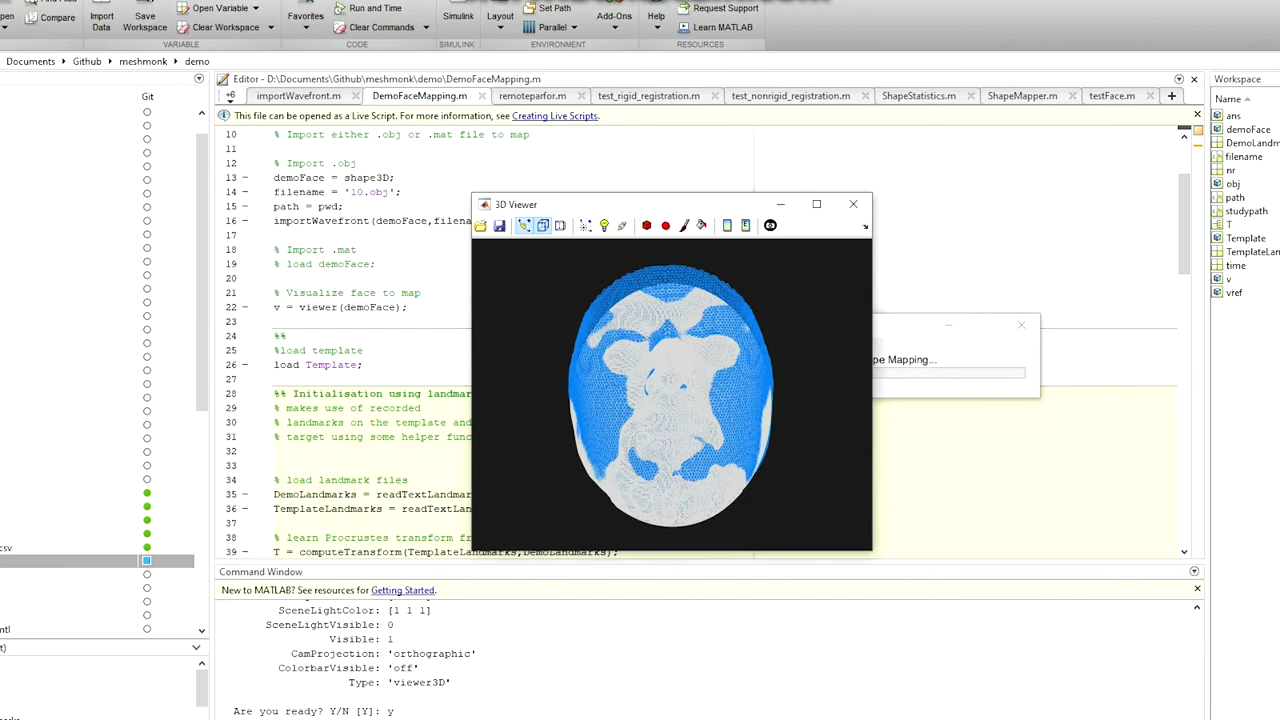 Compare
Import Data
Save Workspace
Open Variable
Clear Workspace
VARIABLE
Favorites
Run and Time
Clear Commands
CODE
Simulink
SIMULINK
Layout
Set Path
Parallel
ENVIRONMENT
Add-Ons
Help
Request Support
Learn MATLAB
RESOURCES
Documents Github meshmonk demo
Git
csv
Editor - D:\Documents\Github\meshmonk\demo\DemoFaceMapping.m
+6 importWavefront.m DemoFaceMapping.m remoteparfor.m test_rigid_registration.m test_nonrigid_registration.m ShapeStatistics.m ShapeMapper.m testFace.m +
This file can be opened as a Live Script. For more information, see Creating Live Scripts.
10 % Import either .obj or .mat file to map
11
12 % Import .obj
13 — demoFace = shape3D;
14 — filename = '10.obj';
15 — path = pwd;
16 — importWavefront(demoFace,filena
17
18 % Import .mat
19 % load demoFace;
20
21 % Visualize face to map
22 — v = viewer(demoFace);
23
24 %%
25 %load template
26 — load Template;
27
28 %% Initialisation using landmar
29 % makes use of recorded
30 % landmarks on the template and
31 % target using some helper func
32
33
34 % load landmark files
35 — DemoLandmarks = readTextLandmar
36 — TemplateLandmarks = readTextLan
37
38 % learn Procrustes transform fr
39 — T = computeTransform(TemplateLandmarks,DemoLandmarks);
3D Viewer
pe Mapping...
Command Window
New to MATLAB? See resources for Getting Started.
SceneLightColor: [1 1 1]
SceneLightVisible: 0
Visible: 1
CamProjection: 'orthographic'
ColorbarVisible: 'off'
Type: 'viewer3D'
Are you ready? Y/N [Y]: y
Workspace
Name
ans
demoFace
DemoLandm
filename
nr
obj
path
studypath
T
Template
TemplateLan
time
v
vref